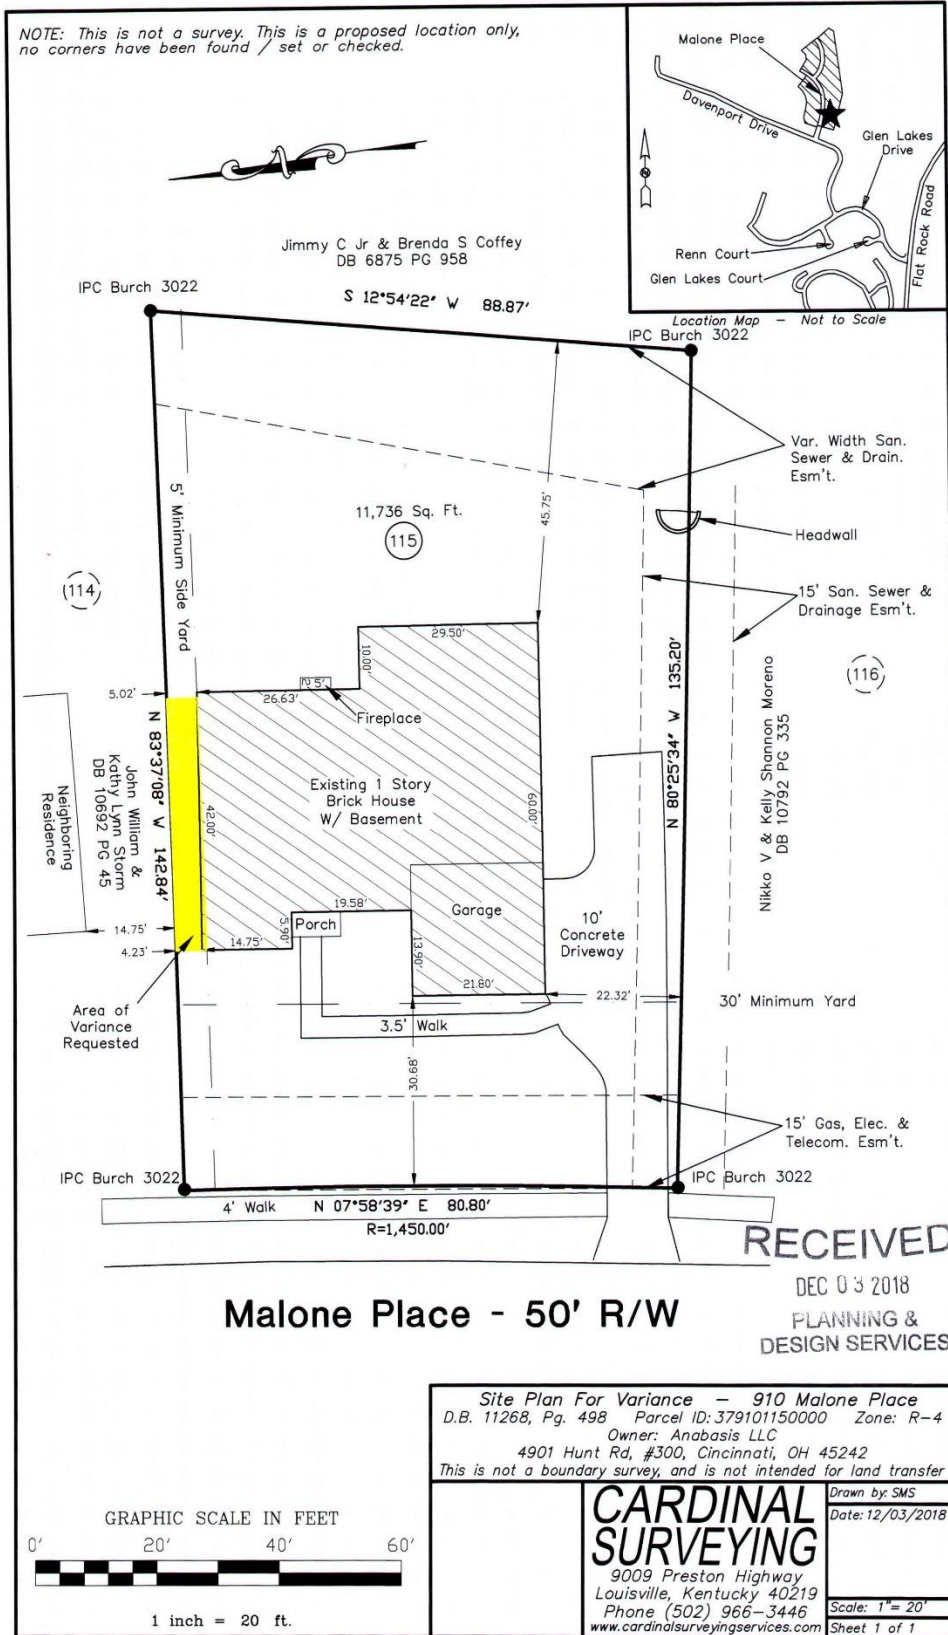 NOTE: This is not a survey. This is a proposed location only,
no corners have been found / set or checked.
Malone Place
Davenport Drive
Glen Lakes
Drive
Flat Rock Road
Renn Court
Glen Lakes Court
N
Location Map - Not to Scale
N
Jimmy C Jr & Brenda S Coffey
DB 6875 PG 958
IPC Burch 3022
S 12°54'22" W 88.87'
IPC Burch 3022
Var. Width San.
Sewer & Drain.
Esm't.
5' Minimum Side Yard
11,736 Sq. Ft.
115
45.75'
Headwall
114
15' San. Sewer &
Drainage Esm't.
116
29.50'
10.00'
2.5'
5.02'
26.63'
Fireplace
N 83°37'08" W 142.84'
John William &
Kathy Lynn Storm
DB 10692 PG 45
Neighboring
Residence
42.00'
Existing 1 Story
Brick House
W/ Basement
60.00'
N 80°25'34" W 135.20'
Nikko V & Kelly Shannon Moreno
DB 10792 PG 335
19.58'
Garage
5.90'
Porch
10'
Concrete
Driveway
14.75'
4.23'
14.75'
13.90'
21.80'
22.32'
30' Minimum Yard
Area of
Variance
Requested
3.5' Walk
30.68'
15' Gas, Elec. &
Telecom. Esm't.
IPC Burch 3022
IPC Burch 3022
4' Walk N 07°58'39" E 80.80'
R=1,450.00'
RECEIVED
DEC 03 2018
PLANNING &
DESIGN SERVICES
Malone Place - 50' R/W
Site Plan For Variance - 910 Malone Place
D.B. 11268, Pg. 498 Parcel ID: 379101150000 Zone: R-4
Owner: Anabasis LLC
4901 Hunt Rd, #300, Cincinnati, OH 45242
This is not a boundary survey, and is not intended for land transfer
GRAPHIC SCALE IN FEET
0' 20' 40' 60'
1 inch = 20 ft.
CARDINAL
SURVEYING
9009 Preston Highway
Louisville, Kentucky 40219
Phone (502) 966-3446
www.cardinalsurveyingservices.com
Drawn by: SMS
Date: 12/03/2018
Scale: 1"= 20'
Sheet 1 of 1